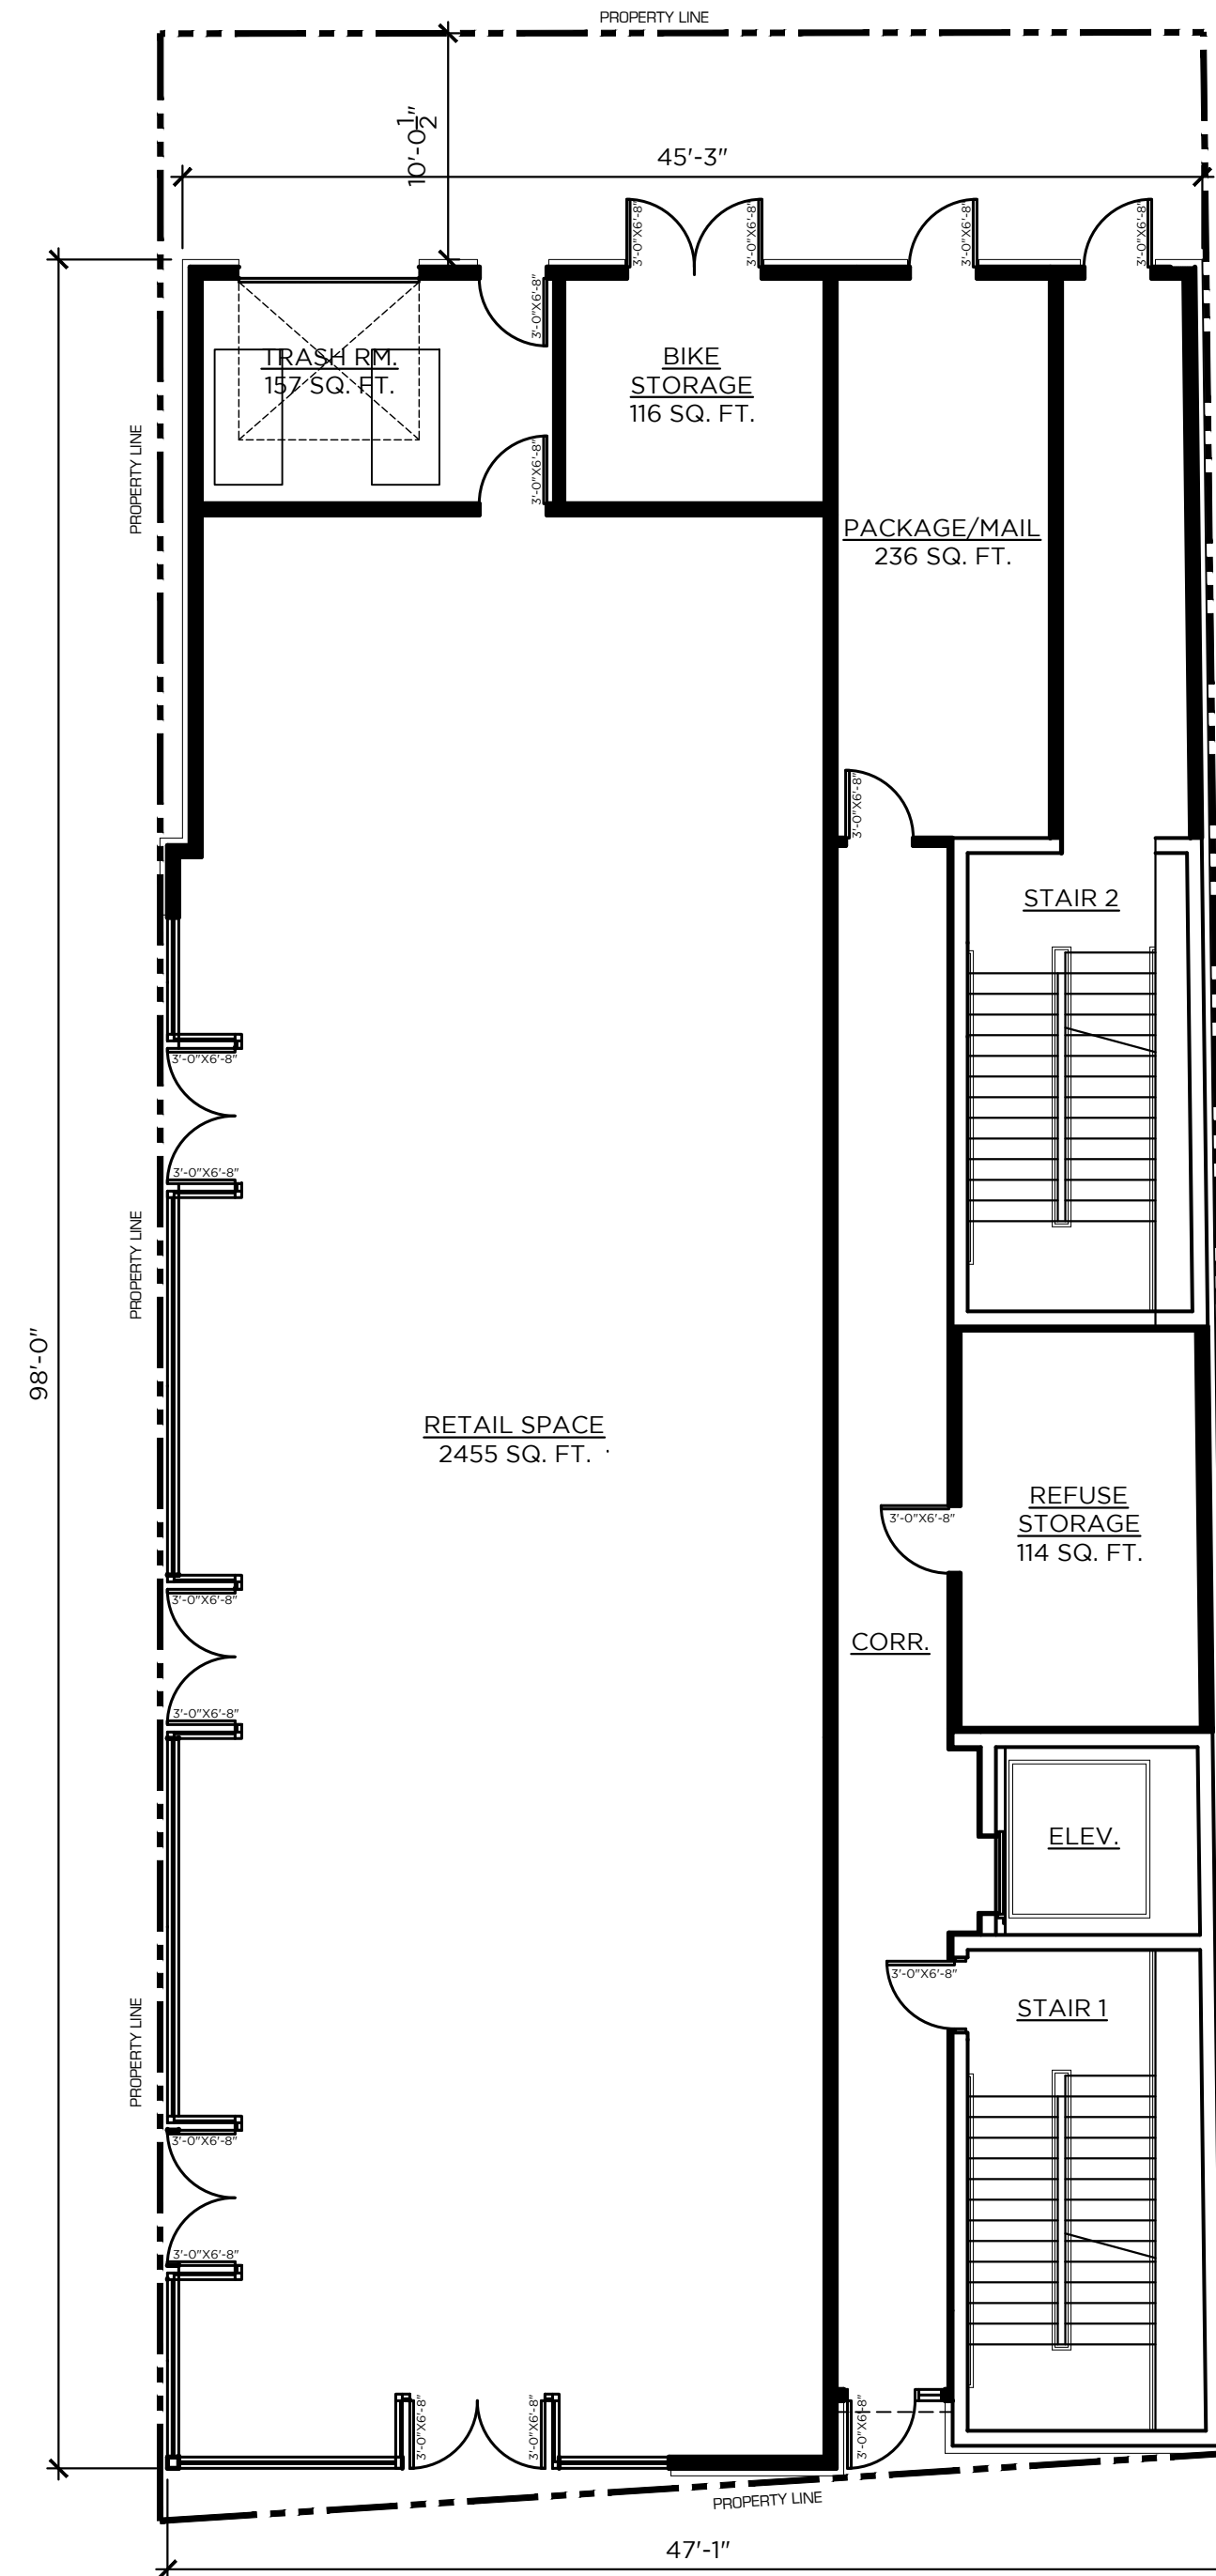 PROPERTY LINE
10'-0 1/2"
45'-3"
3'-0"X6'-8"
3'-0"X6'-8"
3'-0"X6'-8"
3'-0"X6'-8"
3'-0"X6'-8"
TRASH RM.
157 SQ. FT.
BIKE
STORAGE
116 SQ. FT.
PROPERTY LINE
3'-0"X6'-8"
PACKAGE/MAIL
236 SQ. FT.
3'-0"X6'-8"
STAIR 2
3'-0"X6'-8"
3'-0"X6'-8"
PROPERTY LINE
98'-0"
RETAIL SPACE
2455 SQ. FT.
REFUSE
STORAGE
114 SQ. FT.
3'-0"X6'-8"
3'-0"X6'-8"
CORR.
3'-0"X6'-8"
ELEV.
3'-0"X6'-8"
STAIR 1
PROPERTY LINE
3'-0"X6'-8"
3'-0"X6'-8"
3'-0"X6'-8"
3'-0"X6'-8"
3'-0"X6'-8"
PROPERTY LINE
47'-1"